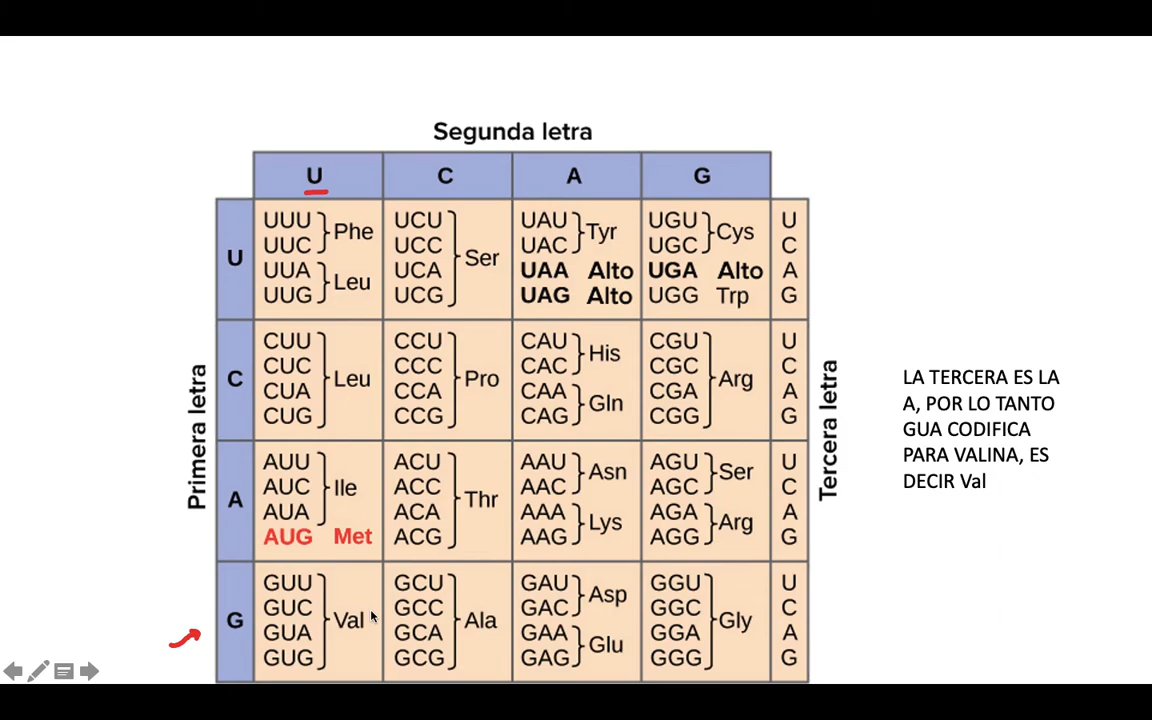 Segunda letra
U C A G
Primera letra
U
UUU
UUC
Phe
UUA
UUG
Leu
UCU
UCC
UCA
UCG
Ser
UAU
UAC
Tyr
UAA Alto
UAG Alto
UGU
UGC
Cys
UGA Alto
UGG Trp
U
C
A
G
C
CUU
CUC
CUA
CUG
Leu
CCU
CCC
CCA
CCG
Pro
CAU
CAC
His
CAA
CAG
Gln
CGU
CGC
CGA
CGG
Arg
U
C
A
G
A
AUU
AUC
AUA
Ile
AUG Met
ACU
ACC
ACA
ACG
Thr
AAU
AAC
Asn
AAA
AAG
Lys
AGU
AGC
Ser
AGA
AGG
Arg
U
C
A
G
G
GUU
GUC
GUA
GUG
Val
GCU
GCC
GCA
GCG
Ala
GAU
GAC
Asp
GAA
GAG
Glu
GGU
GGC
GGA
GGG
Gly
U
C
A
G
Tercera letra
LA TERCERA ES LA
A, POR LO TANTO
GUA CODIFICA
PARA VALINA, ES
DECIR Val